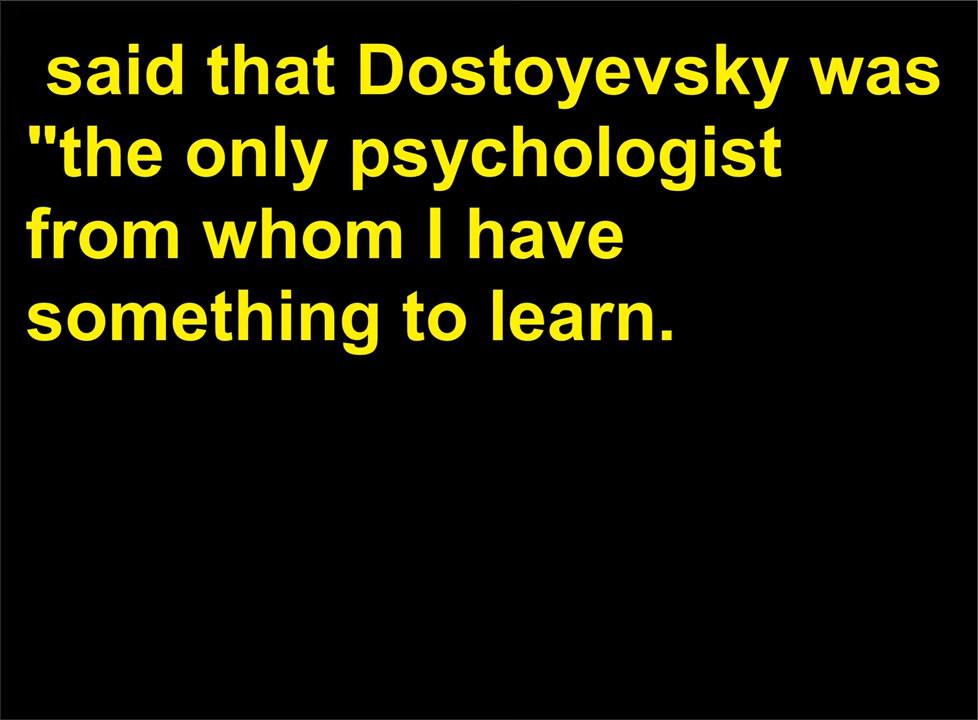 said that Dostoyevsky was
"the only psychologist
from whom I have
something to learn.